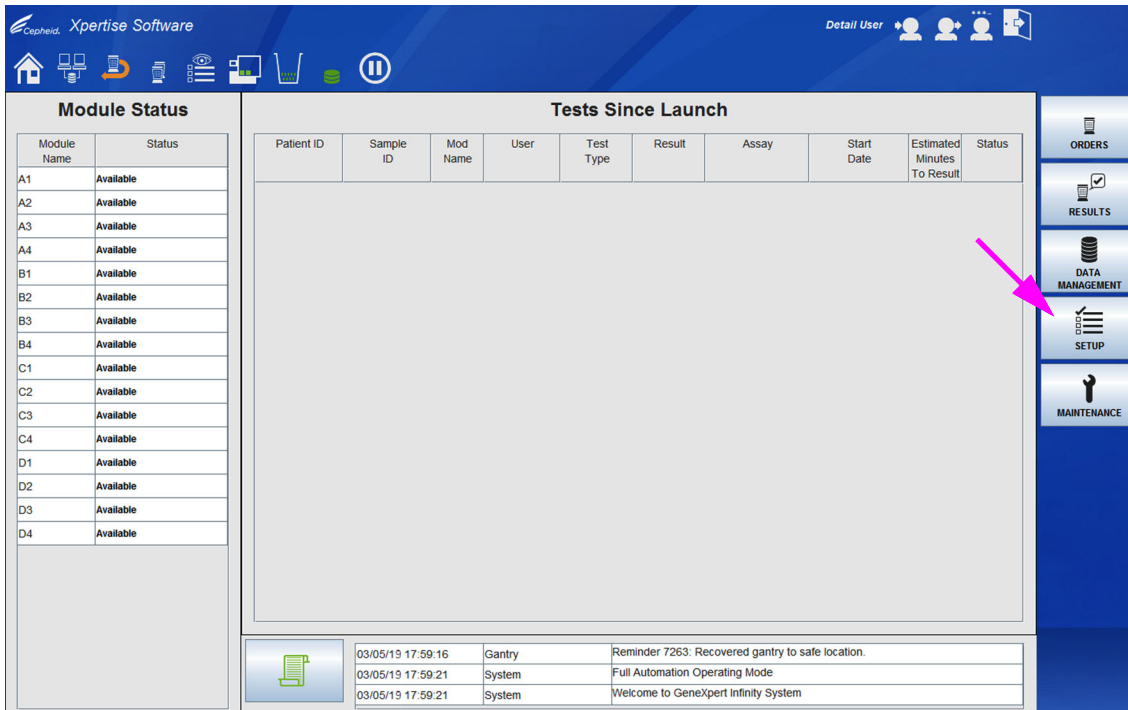 Cepheid. Xpertise Software
Detail User
Module Status
Module Name Status
A1 Available
A2 Available
A3 Available
A4 Available
B1 Available
B2 Available
B3 Available
B4 Available
C1 Available
C2 Available
C3 Available
C4 Available
D1 Available
D2 Available
D3 Available
D4 Available
Tests Since Launch
Patient ID Sample ID Mod Name User Test Type Result Assay Start Date Estimated Minutes To Result Status
ORDERS
RESULTS
DATA
MANAGEMENT
SETUP
MAINTENANCE
03/05/19 17:59:16 Gantry Reminder 7263: Recovered gantry to safe location.
03/05/19 17:59:21 System Full Automation Operating Mode
03/05/19 17:59:21 System Welcome to GeneXpert Infinity System